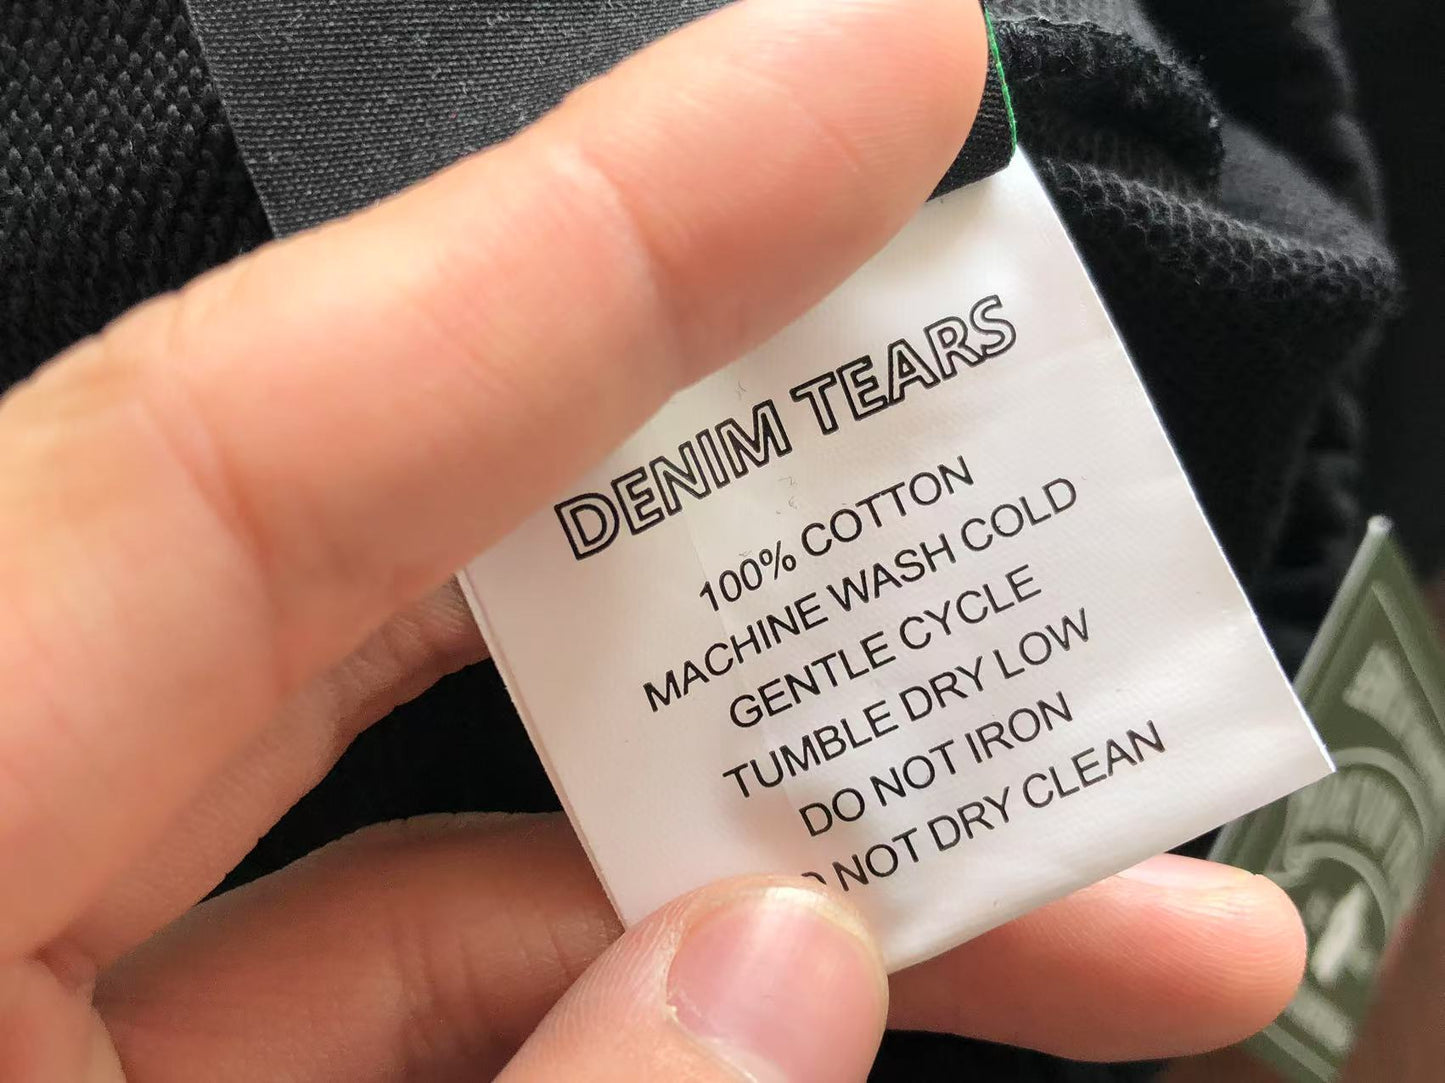 DENIM TEARS
100% COTTON
MACHINE WASH COLD
GENTLE CYCLE
TUMBLE DRY LOW
DO NOT IRON
NOT DRY CLEAN